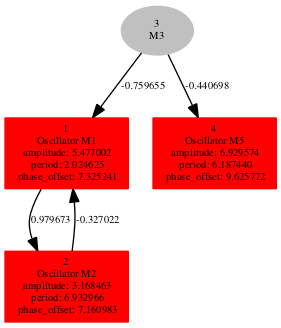 3
M3
-0.759655
-0.440698
1
Oscillator M1
amplitude: 5.477002
period: 2.024625
phase_offset: 7.325241
4
Oscillator M5
amplitude: 6.929574
period: 6.187440
phase_offset: 9.625772
0.979673
-0.327022
2
Oscillator M2
amplitude: 3.168463
period: 6.932966
phase_offset: 7.160983